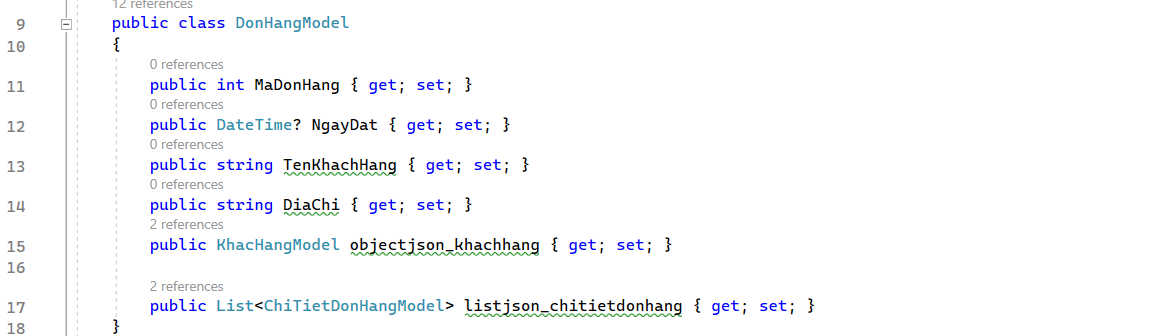 12 references
9 public class DonHangModel
10 {
0 references
11 public int MaDonHang { get; set; }
0 references
12 public DateTime? NgayDat { get; set; }
0 references
13 public string TenKhachHang { get; set; }
0 references
14 public string DiaChi { get; set; }
2 references
15 public KhacHangModel objectjson_khachhang { get; set; }
16
2 references
17 public List<ChiTietDonHangModel> listjson_chitietdonhang { get; set; }
18 }